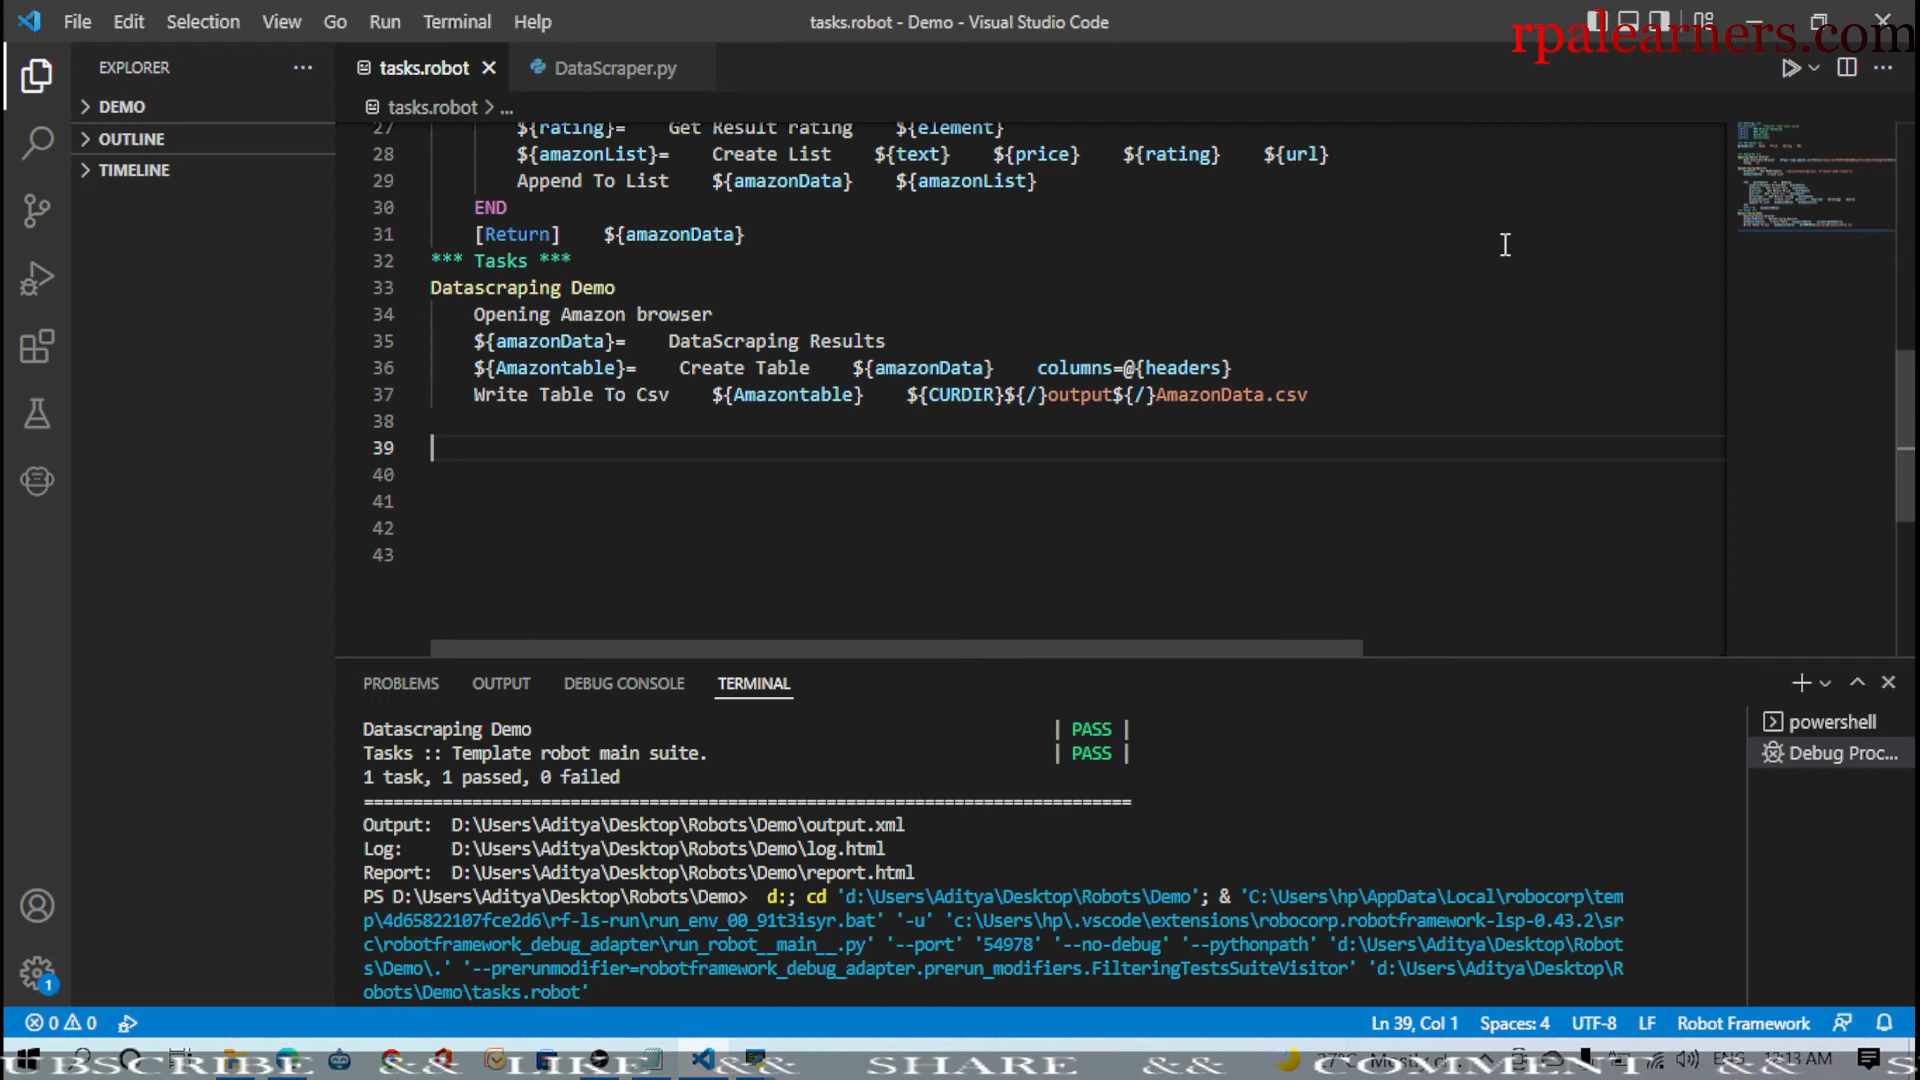 File Edit Selection View Go Run Terminal Help
tasks.robot - Demo - Visual Studio Code
rpalearners.com
EXPLORER
tasks.robot
DataScraper.py
DEMO
OUTLINE
TIMELINE
tasks.robot > ...
27 ${rating}= Get Result rating ${element}
28 ${amazonList}= Create List ${text} ${price} ${rating} ${url}
29 Append To List ${amazonData} ${amazonList}
30 END
31 [Return] ${amazonData}
32 *** Tasks ***
33 Datascraping Demo
34 Opening Amazon browser
35 ${amazonData}= DataScraping Results
36 ${Amazontable}= Create Table ${amazonData} columns=@{headers}
37 Write Table To Csv ${Amazontable} ${CURDIR}${/}output${/}AmazonData.csv
38
39
40
41
42
43
PROBLEMS OUTPUT DEBUG CONSOLE TERMINAL
powershell
Debug Proc...
Datascraping Demo | PASS |
Tasks :: Template robot main suite. | PASS |
1 task, 1 passed, 0 failed
==============================================================================
Output: D:\Users\Aditya\Desktop\Robots\Demo\output.xml
Log: D:\Users\Aditya\Desktop\Robots\Demo\log.html
Report: D:\Users\Aditya\Desktop\Robots\Demo\report.html
PS D:\Users\Aditya\Desktop\Robots\Demo> d:; cd 'd:\Users\Aditya\Desktop\Robots\Demo'; & 'C:\Users\hp\AppData\Local\robocorp\tem
p\4d65822107fce2d6\rf-ls-run\run_env_00_91t3isyr.bat' '-u' 'c:\Users\hp\.vscode\extensions\robocorp.robotframework-lsp-0.43.2\sr
c\robotframework_debug_adapter\run_robot__main__.py' '--port' '54978' '--no-debug' '--pythonpath' 'd:\Users\Aditya\Desktop\Robot
s\Demo\.' '--prerunmodifier=robotframework_debug_adapter.prerun_modifiers.FilteringTestsSuiteVisitor' 'd:\Users\Aditya\Desktop\R
obots\Demo\tasks.robot'
0 0
Ln 39, Col 1 Spaces: 4 UTF-8 LF Robot Framework
1
UBSCRIBE && LIKE && SHARE && COMMENT && S
27°C Mostly ENG 12:13 AM